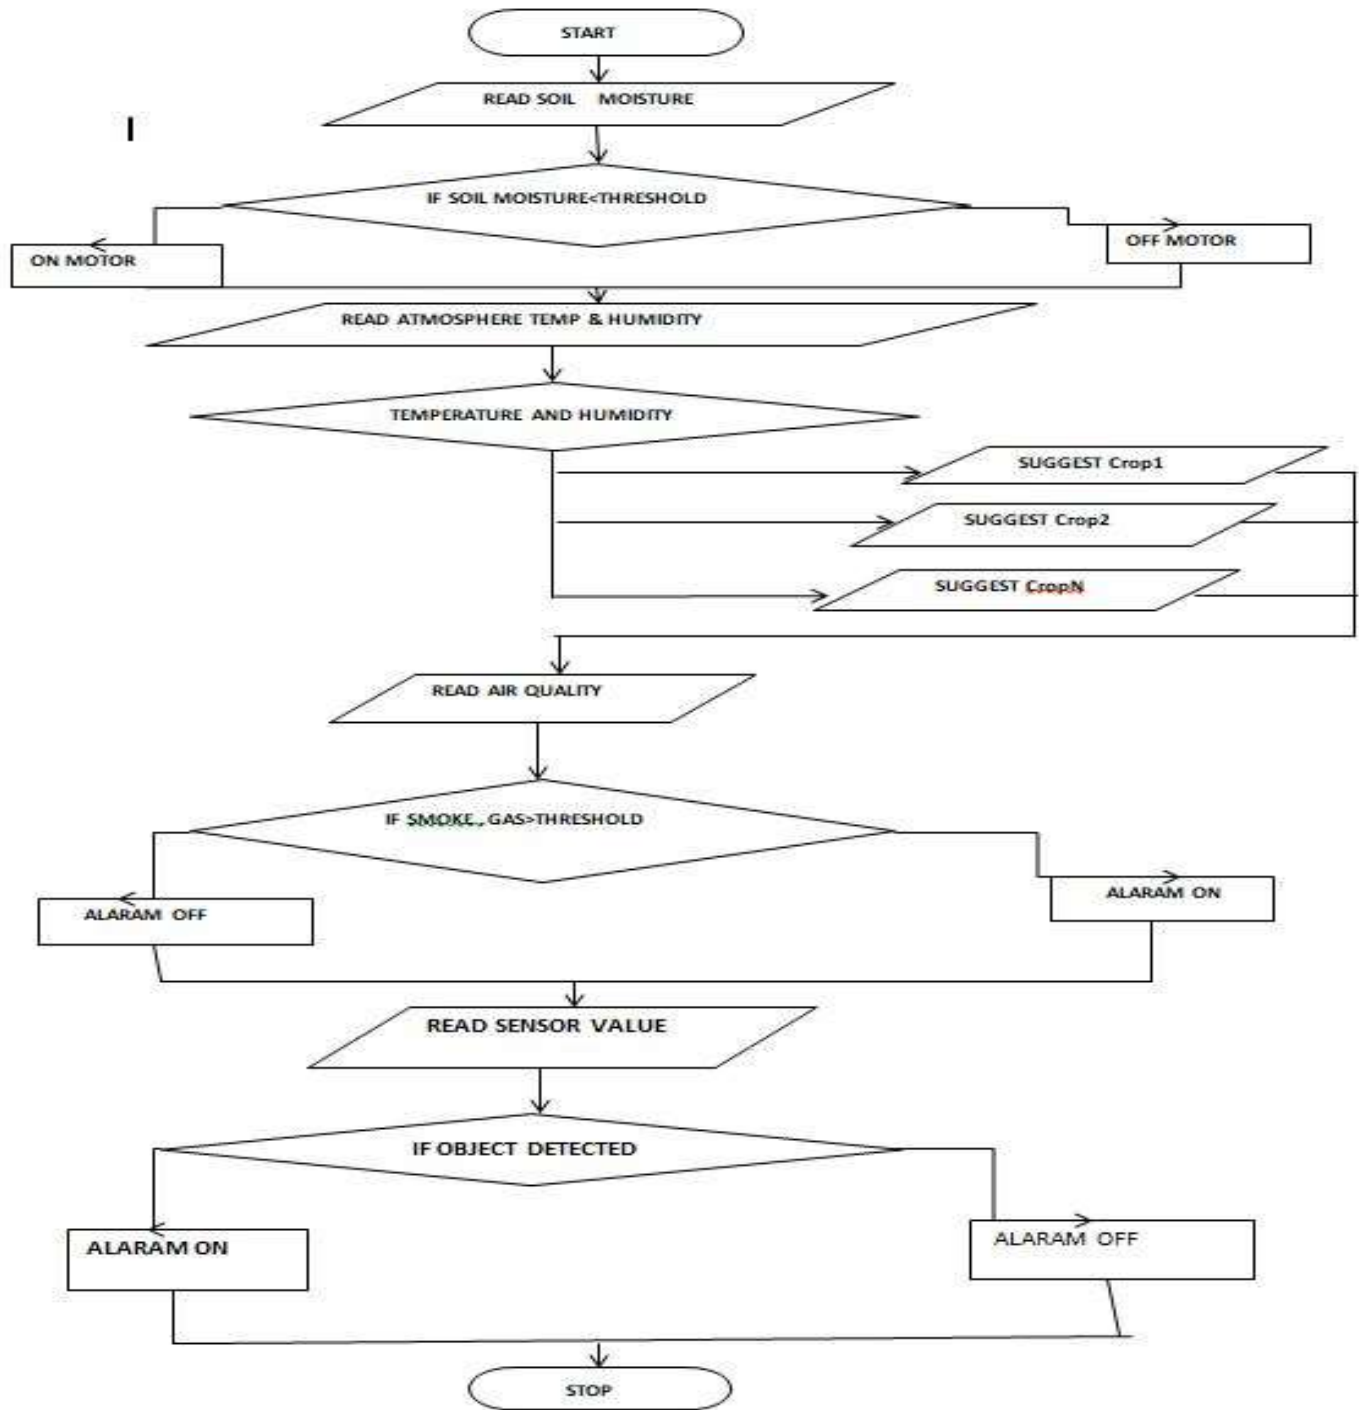 START
READ SOIL MOISTURE
I
IF SOIL MOISTURE<THRESHOLD
ON MOTOR
OFF MOTOR
READ ATMOSPHERE TEMP & HUMIDITY
TEMPERATURE AND HUMIDITY
SUGGEST Crop1
SUGGEST Crop2
SUGGEST CropN
READ AIR QUALITY
IF SMOKE, GAS>THRESHOLD
ALARAM OFF
ALARAM ON
READ SENSOR VALUE
IF OBJECT DETECTED
ALARAM ON
ALARAM OFF
STOP